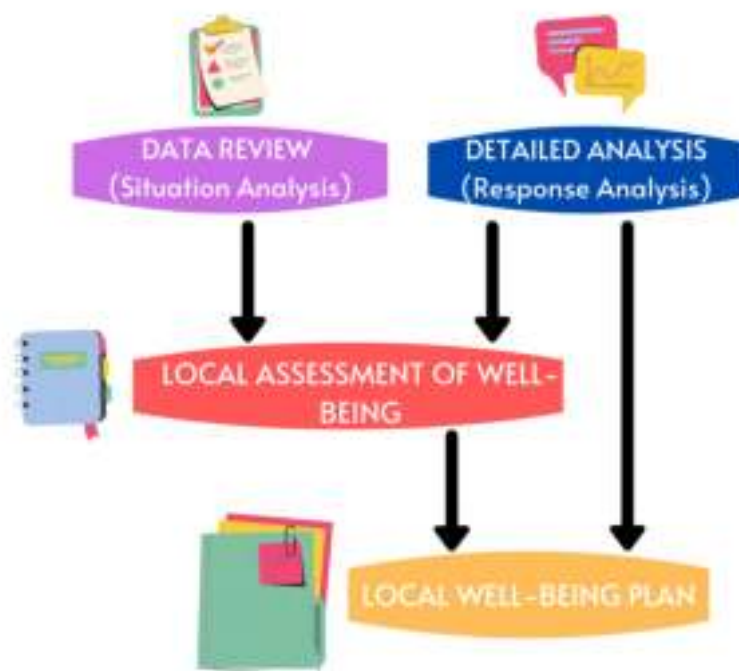 DATA REVIEW
(Situation Analysis)
DETAILED ANALYSIS
(Response Analysis)
LOCAL ASSESSMENT OF WELL-
BEING
LOCAL WELL-BEING PLAN